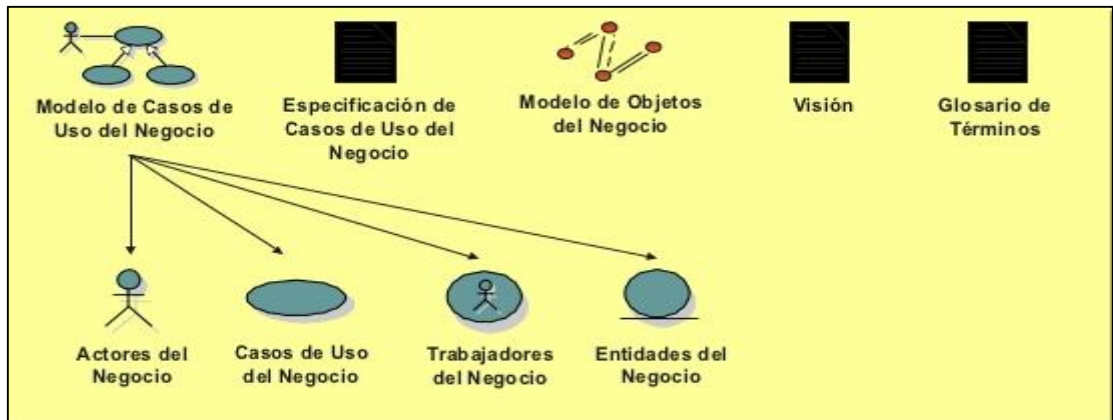 Modelo de Casos de
Uso del Negocio
Especificación de
Casos de Uso del
Negocio
Modelo de Objetos
del Negocio
Visión
Glosario de
Términos
Actores del
Negocio
Casos de Uso
del Negocio
Trabajadores
del Negocio
Entidades del
Negocio